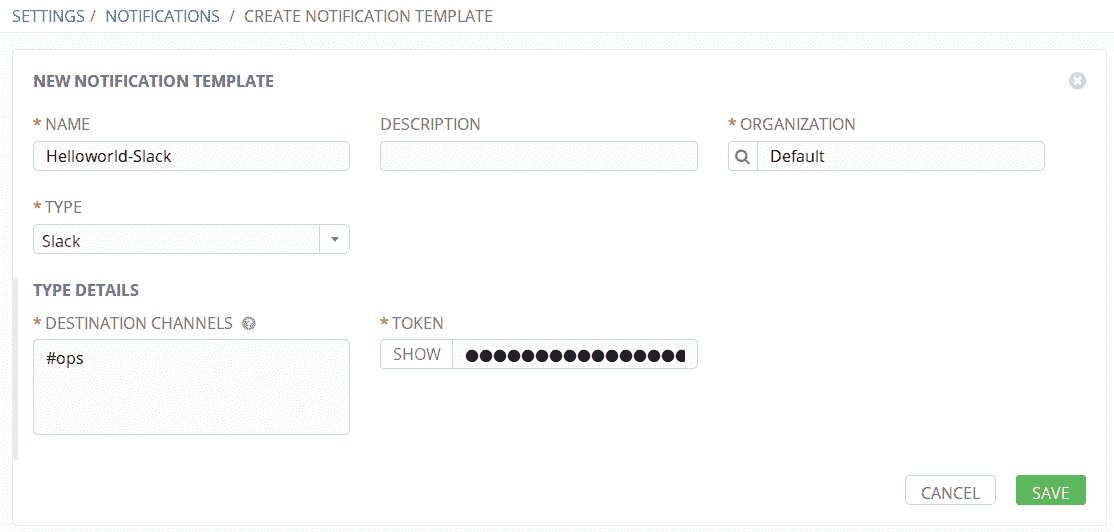 SETTINGS / NOTIFICATIONS / CREATE NOTIFICATION TEMPLATE
NEW NOTIFICATION TEMPLATE
* NAME DESCRIPTION * ORGANIZATION
Helloworld-Slack Default
* TYPE
Slack
TYPE DETAILS
* DESTINATION CHANNELS ? * TOKEN
#ops SHOW ●●●●●●●●●●●●●●●●
CANCEL SAVE